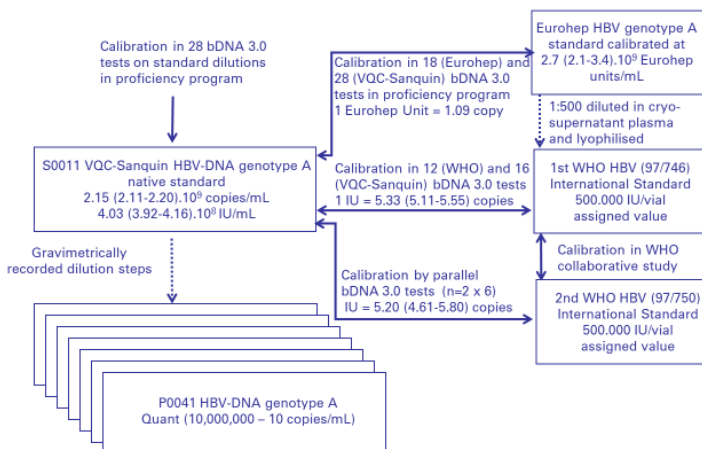 Calibration in 28 bDNA 3.0
tests on standard dilutions
in proficiency program
Calibration in 18 (Eurohep) and
28 (VQC-Sanquin) bDNA 3.0
tests in proficiency program
1 Eurohep Unit = 1.09 copy
Eurohep HBV genotype A
standard calibrated at
2.7 (2.1-3.4).10⁹ Eurohep
units/mL
1:500 diluted in cryo-
supernatant plasma
and lyophilised
S0011 VQC-Sanquin HBV-DNA genotype A
native standard
2.15 (2.11-2.20).10⁹ copies/mL
4.03 (3.92-4.16).10⁸ IU/mL
Calibration in 12 (WHO) and 16
(VQC-Sanquin) bDNA 3.0 tests
1 IU = 5.33 (5.11-5.55) copies
1st WHO HBV (97/746)
International Standard
500.000 IU/vial
assigned value
Gravimetrically
recorded dilution steps
Calibration by parallel
bDNA 3.0 tests (n=2 x 6)
IU = 5.20 (4.61-5.80) copies
Calibration in WHO
collaborative study
2nd WHO HBV (97/750)
International Standard
500.000 IU/vial
assigned value
P0041 HBV-DNA genotype A
Quant (10,000,000 – 10 copies/mL)